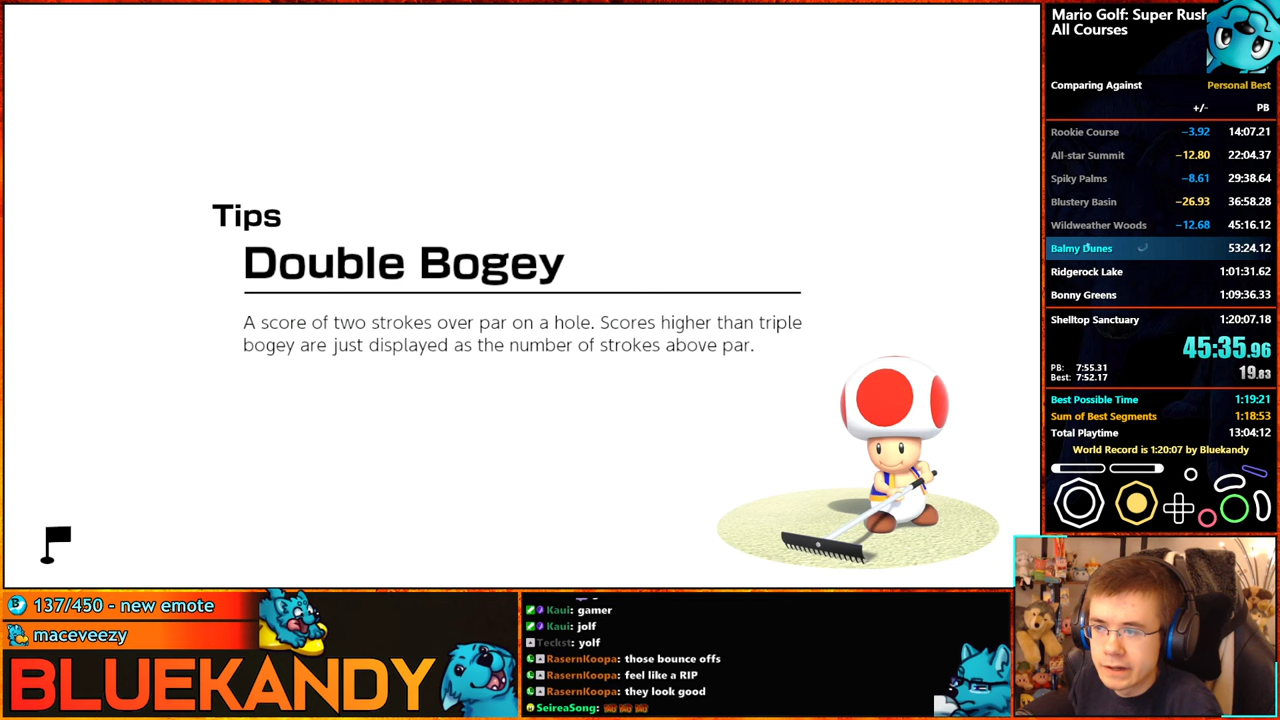 Tips
Double Bogey
A score of two strokes over par on a hole. Scores higher than triple
bogey are just displayed as the number of strokes above par.
Mario Golf: Super Rush
All Courses
Comparing Against Personal Best
+/- PB
Rookie Course −3.92 14:07.21
All-star Summit −12.80 22:04.37
Spiky Palms −8.61 29:38.64
Blustery Basin −26.93 36:58.28
Wildweather Woods −12.68 45:16.12
Balmy Dunes 53:24.12
Ridgerock Lake 1:01:31.62
Bonny Greens 1:09:36.33
Shelltop Sanctuary 1:20:07.18
45:35.96
PB: 7:55.31
Best: 7:52.17
19.83
Best Possible Time 1:19:21
Sum of Best Segments 1:18:53
Total Playtime 13:04:12
World Record is 1:20:07 by Bluekandy
137/450 - new emote
maceveezy
BLUEKANDY
Kaui: gamer
Kaui: jolf
Teckst: yolf
RasernKoopa: those bounce offs
RasernKoopa: feel like a RIP
RasernKoopa: they look good
SeireaSong: